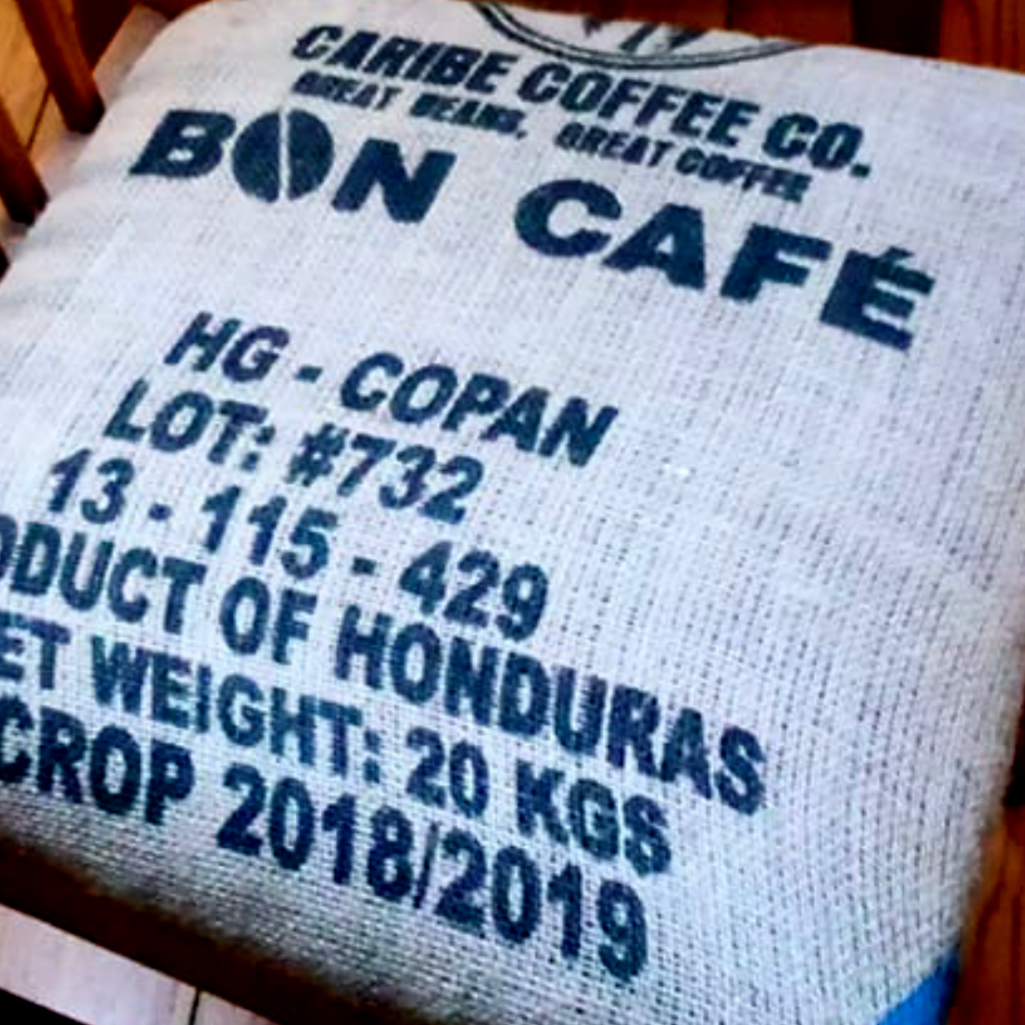 CARIBE COFFEE CO.
GREAT BEANS, GREAT COFFEE
BON CAFÉ
HG - COPAN
LOT: #732
13 - 115 - 429
ODUCT OF HONDURAS
ET WEIGHT: 20 KGS
CROP 2018/2019